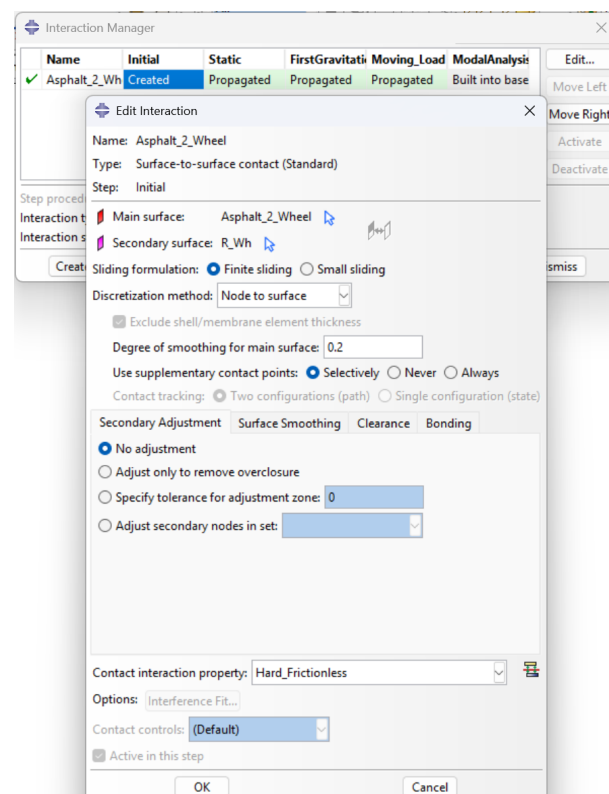 Interaction Manager
Name Initial Static FirstGravitati Moving_Load ModalAnalysis
Asphalt_2_Wh Created Propagated Propagated Propagated Built into base
Edit...
Move Left
Move Right
Activate
Deactivate
Step proced
Interaction t
Interaction s
Creat
ismiss
Edit Interaction
Name: Asphalt_2_Wheel
Type: Surface-to-surface contact (Standard)
Step: Initial
Main surface: Asphalt_2_Wheel
Secondary surface: R_Wh
Sliding formulation: Finite sliding Small sliding
Discretization method: Node to surface
Exclude shell/membrane element thickness
Degree of smoothing for main surface: 0.2
Use supplementary contact points: Selectively Never Always
Contact tracking: Two configurations (path) Single configuration (state)
Secondary Adjustment Surface Smoothing Clearance Bonding
No adjustment
Adjust only to remove overclosure
Specify tolerance for adjustment zone: 0
Adjust secondary nodes in set:
Contact interaction property: Hard_Frictionless
Options: Interference Fit...
Contact controls: (Default)
Active in this step
OK Cancel